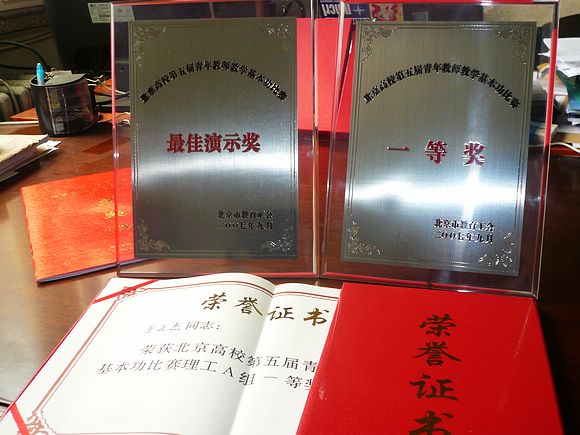 北京高校第五届青年教师教学基本功比赛
最佳演示奖
北京市教育工会
二00七年九月
北京高校第五届青年教师教学基本功比赛
一等奖
北京市教育工会
二00七年九月
荣誉证书
同志:
荣获北京高校第五届青
基本功比赛理工A组一等奖
荣誉证书